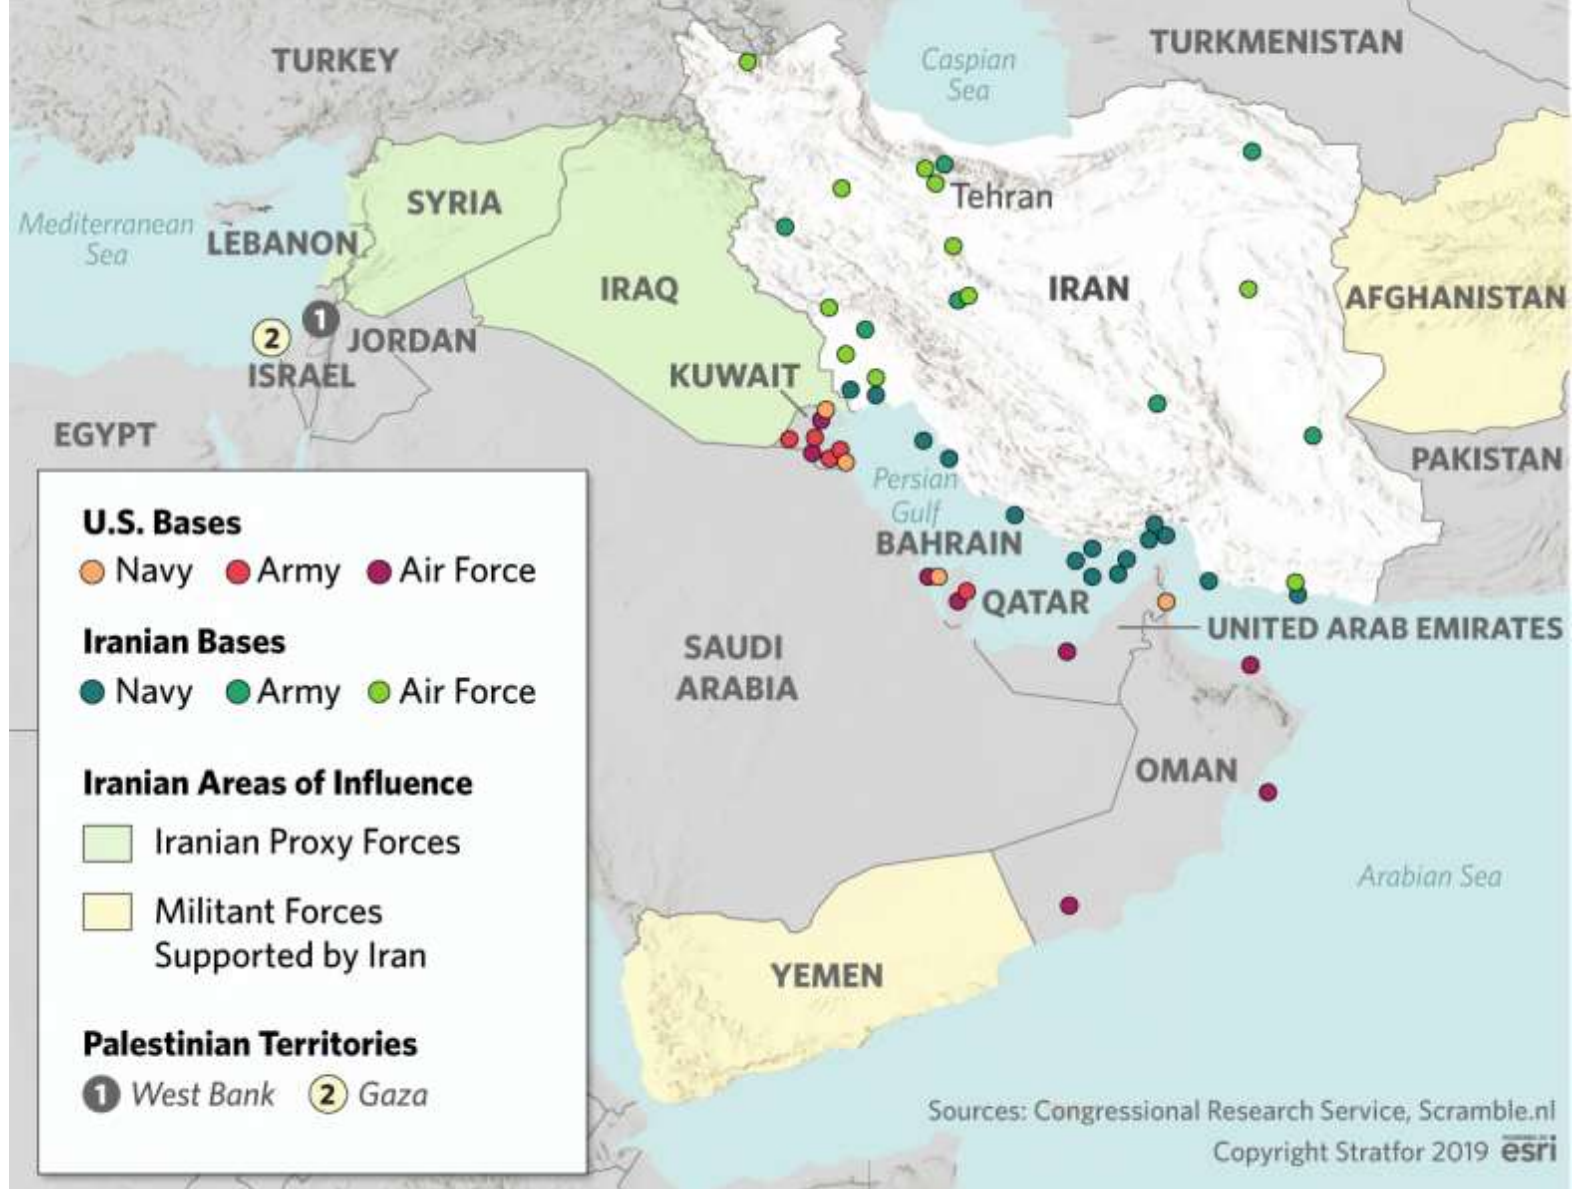 TURKEY
Caspian
Sea
TURKMENISTAN
SYRIA
Tehran
Mediterranean
Sea
LEBANON
IRAQ
IRAN
AFGHANISTAN
1
2
JORDAN
ISRAEL
KUWAIT
EGYPT
PAKISTAN
Persian
Gulf
BAHRAIN
QATAR
UNITED ARAB EMIRATES
SAUDI
ARABIA
OMAN
Arabian Sea
YEMEN
U.S. Bases
Navy Army Air Force
Iranian Bases
Navy Army Air Force
Iranian Areas of Influence
Iranian Proxy Forces
Militant Forces
Supported by Iran
Palestinian Territories
1 West Bank 2 Gaza
Sources: Congressional Research Service, Scramble.nl
Copyright Stratfor 2019 esri